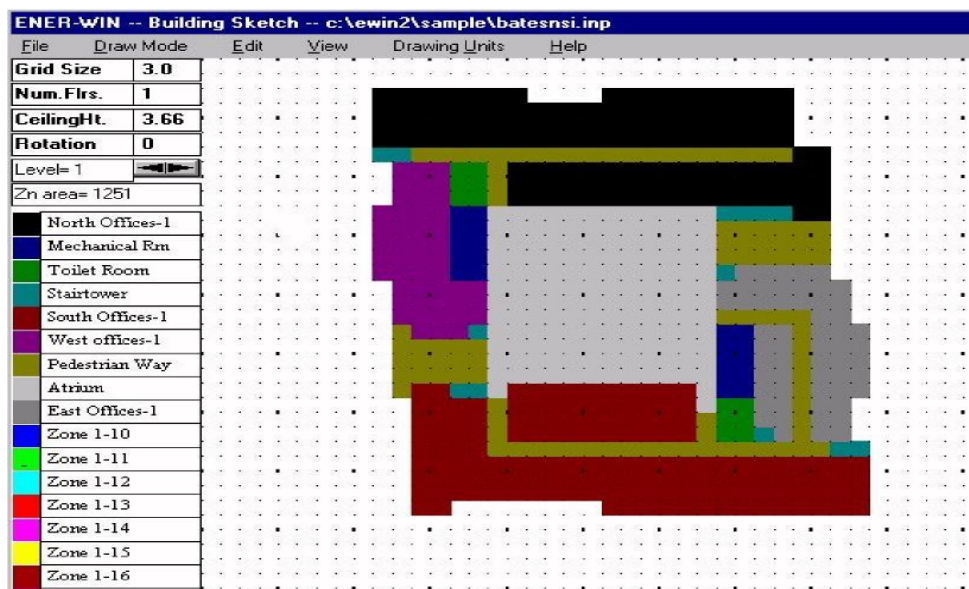 ENER-WIN -- Building Sketch -- c:\ewin2\sample\batesnsi.inp
File Draw Mode Edit View Drawing Units Help
Grid Size 3.0
Num.Flrs. 1
CeilingHt. 3.66
Rotation 0
Level= 1
Zn area= 1251
North Offices-1
Mechanical Rm
Toilet Room
Stairtower
South Offices-1
West offices-1
Pedestrian Way
Atrium
East Offices-1
Zone 1-10
Zone 1-11
Zone 1-12
Zone 1-13
Zone 1-14
Zone 1-15
Zone 1-16